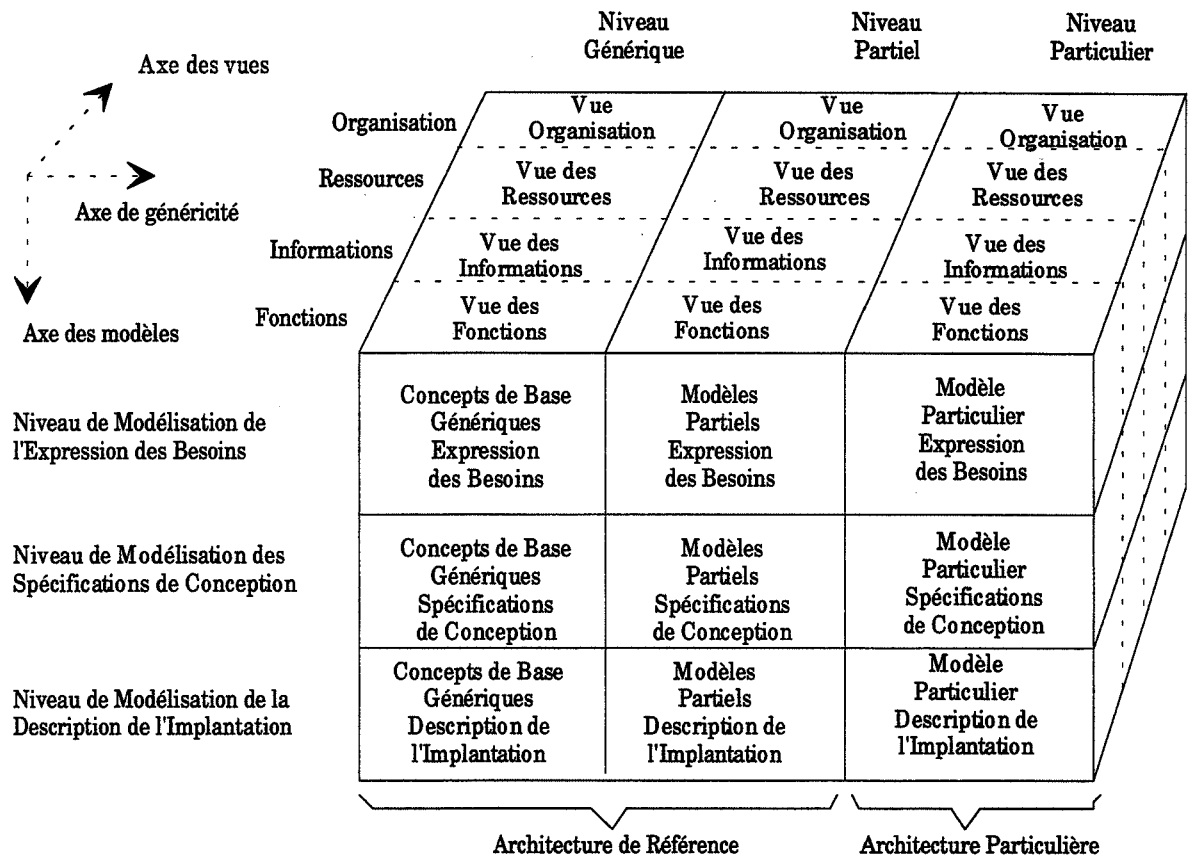 Niveau
Générique
Niveau
Partiel
Niveau
Particulier
Axe des vues
Axe de généricité
Axe des modèles
Organisation
Vue
Organisation
Vue
Organisation
Vue
Organisation
Ressources
Vue des
Ressources
Vue des
Ressources
Vue des
Ressources
Informations
Vue des
Informations
Vue des
Informations
Vue des
Informations
Fonctions
Vue des
Fonctions
Vue des
Fonctions
Vue des
Fonctions
Niveau de Modélisation de
l'Expression des Besoins
Concepts de Base
Génériques
Expression
des Besoins
Modèles
Partiels
Expression
des Besoins
Modèle
Particulier
Expression
des Besoins
Niveau de Modélisation des
Spécifications de Conception
Concepts de Base
Génériques
Spécifications
de Conception
Modèles
Partiels
Spécifications
de Conception
Modèle
Particulier
Spécifications
de Conception
Niveau de Modélisation de la
Description de l'Implantation
Concepts de Base
Génériques
Description de
l'Implantation
Modèles
Partiels
Description de
l'Implantation
Modèle
Particulier
Description de
l'Implantation
Architecture de Référence
Architecture Particulière